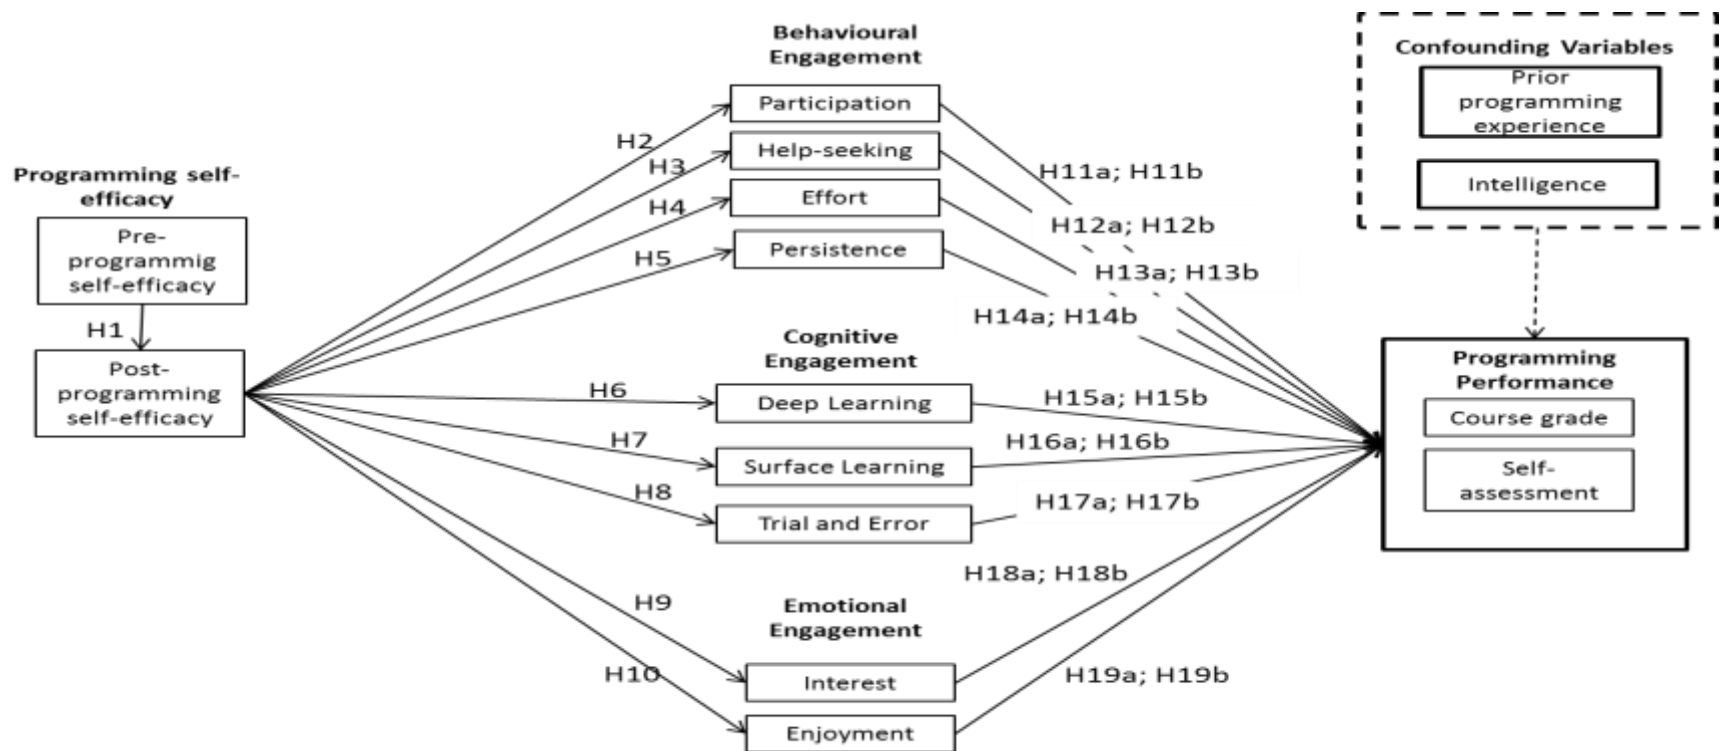 Programming self-
efficacy
Pre-
programmig
self-efficacy
H1
Post-
programming
self-efficacy
H2
H3
H4
H5
H6
H7
H8
H9
H10
Behavioural
Engagement
Participation
Help-seeking
Effort
Persistence
Cognitive
Engagement
Deep Learning
Surface Learning
Trial and Error
Emotional
Engagement
Interest
Enjoyment
H11a; H11b
H12a; H12b
H13a; H13b
H14a; H14b
H15a; H15b
H16a; H16b
H17a; H17b
H18a; H18b
H19a; H19b
Confounding Variables
Prior
programming
experience
Intelligence
Programming
Performance
Course grade
Self-
assessment